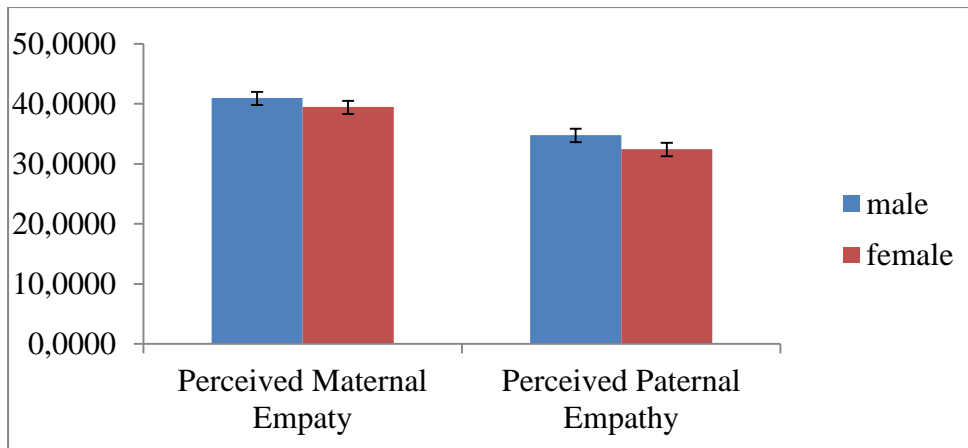 50,0000
40,0000
30,0000
20,0000
10,0000
0,0000
Perceived Maternal
Empaty
Perceived Paternal
Empathy
male
female